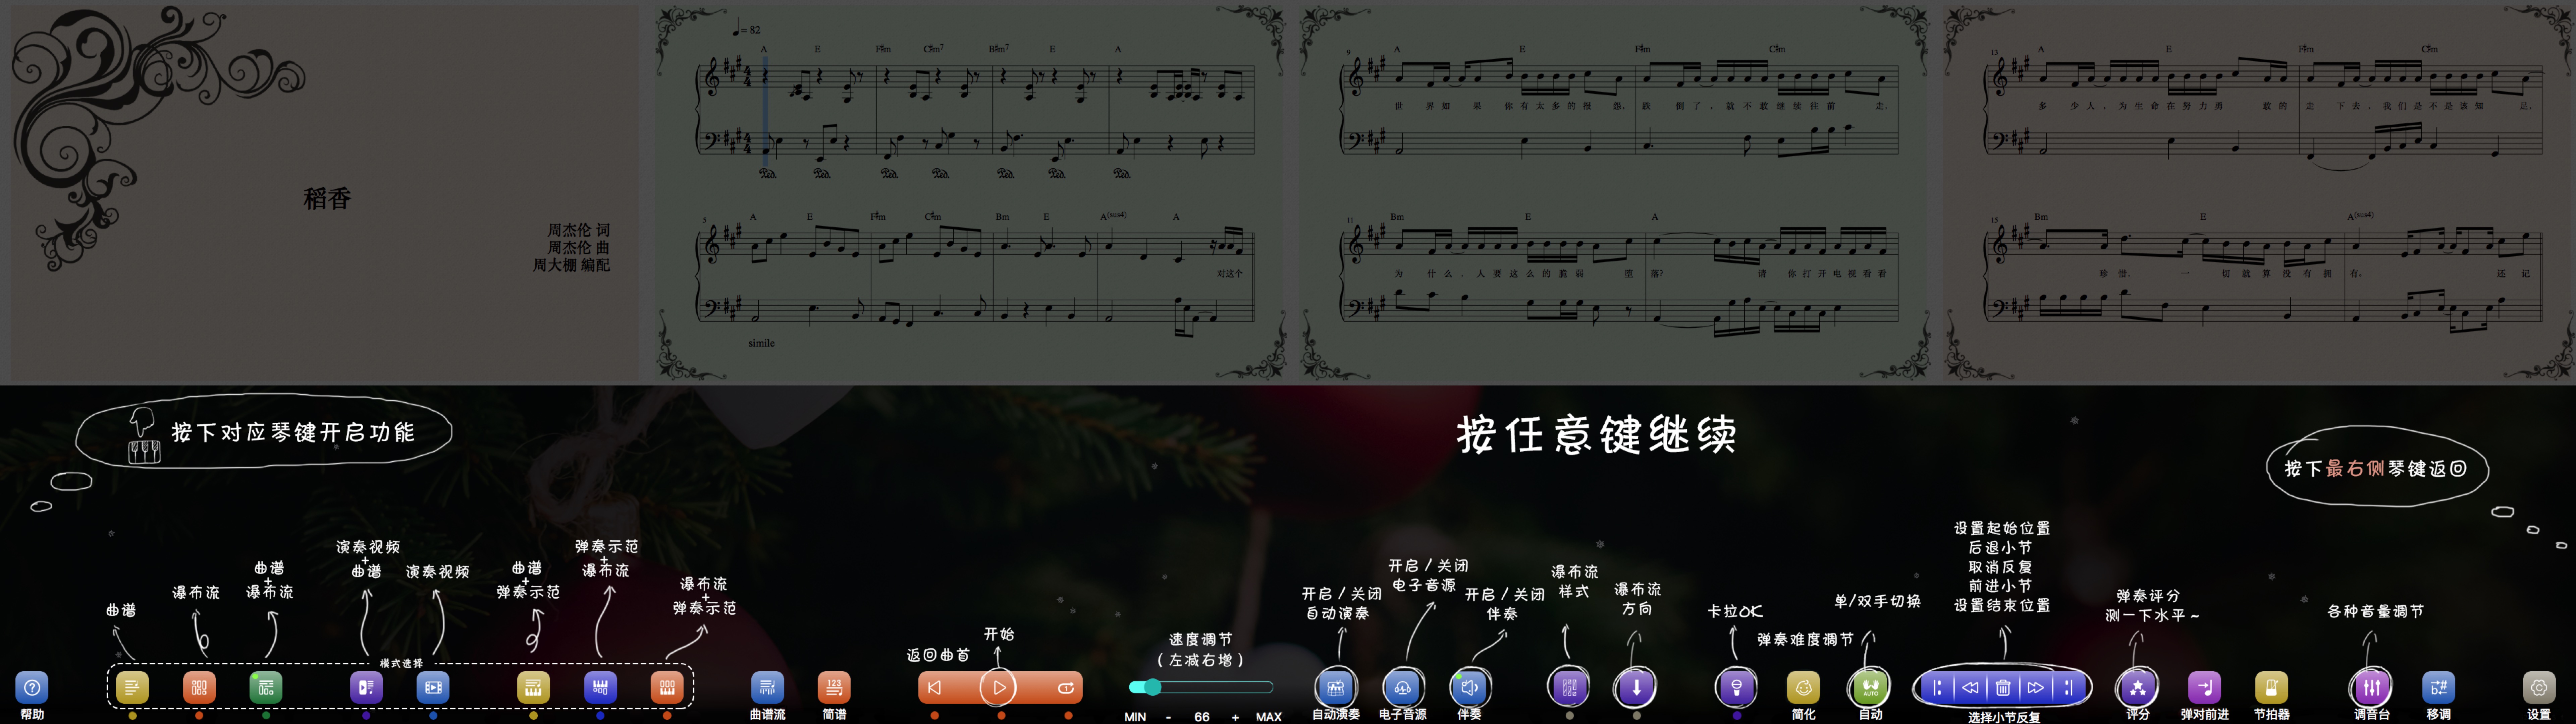 稻香
周杰伦 词
周杰伦 曲
周大棚 编配
♩= 82
A E F♯m C♯m7 B♯m7 E A
5 A E F♯m C♯m Bm E A(sus4) A
对这个
simile
9 A E F♯m C♯m
世 界如 果 你有太多的抱 怨， 跌 倒了，就不敢继续往前 走。
11 Bm E A
为 什么，人要这么的脆弱 堕 落？ 请 你打开电视看看
13 A E F♯m C♯m
多 少人，为生命在努力勇 敢的 走 下去，我们是不是该知 足，
15 Bm E A(sus4)
珍 惜。 一 切就算没有拥 有。 还 记
按下对应琴键开启功能
按任意键继续
按下最右侧琴键返回
曲谱
瀑布流
曲谱
+
瀑布流
演奏视频
+
曲谱
演奏视频
曲谱
+
弹奏示范
弹奏示范
+
瀑布流
瀑布流
+
弹奏示范
模式选择
返回曲首
开始
速度调节
（左减右增）
开启/关闭
自动演奏
开启/关闭
电子音源
开启/关闭
伴奏
瀑布流
样式
瀑布流
方向
卡拉OK
弹奏难度调节
单/双手切换
设置起始位置
后退小节
取消反复
前进小节
设置结束位置
弹奏评分
测一下水平~
各种音量调节
123
AUTO
b♯
帮助
曲谱流
简谱
MIN - 66 + MAX
自动演奏
电子音源
伴奏
简化
自动
选择小节反复
评分
弹对前进
节拍器
调音台
移调
设置